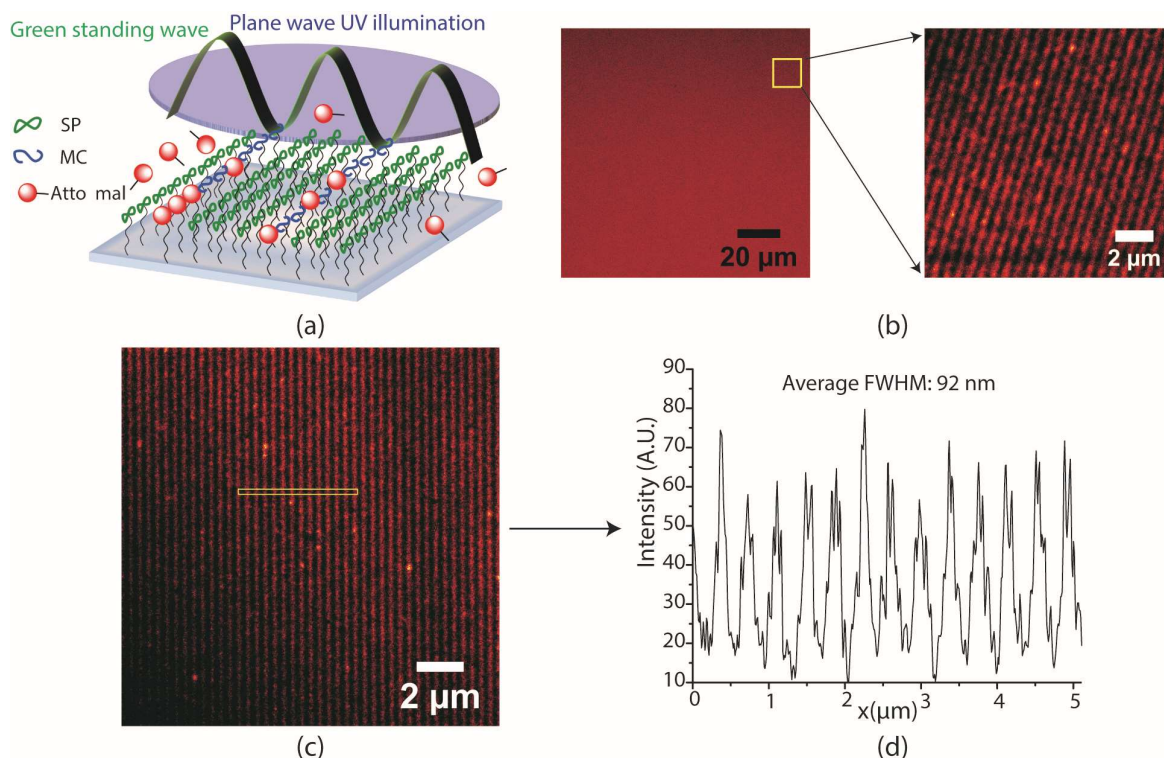 Green standing wave
Plane wave UV illumination
SP
MC
Atto mal
(a)
20 μm
2 μm
(b)
2 μm
(c)
Average FWHM: 92 nm
Intensity (A.U.)
90
80
70
60
50
40
30
20
10
0 1 2 3 4 5
x(μm)
(d)